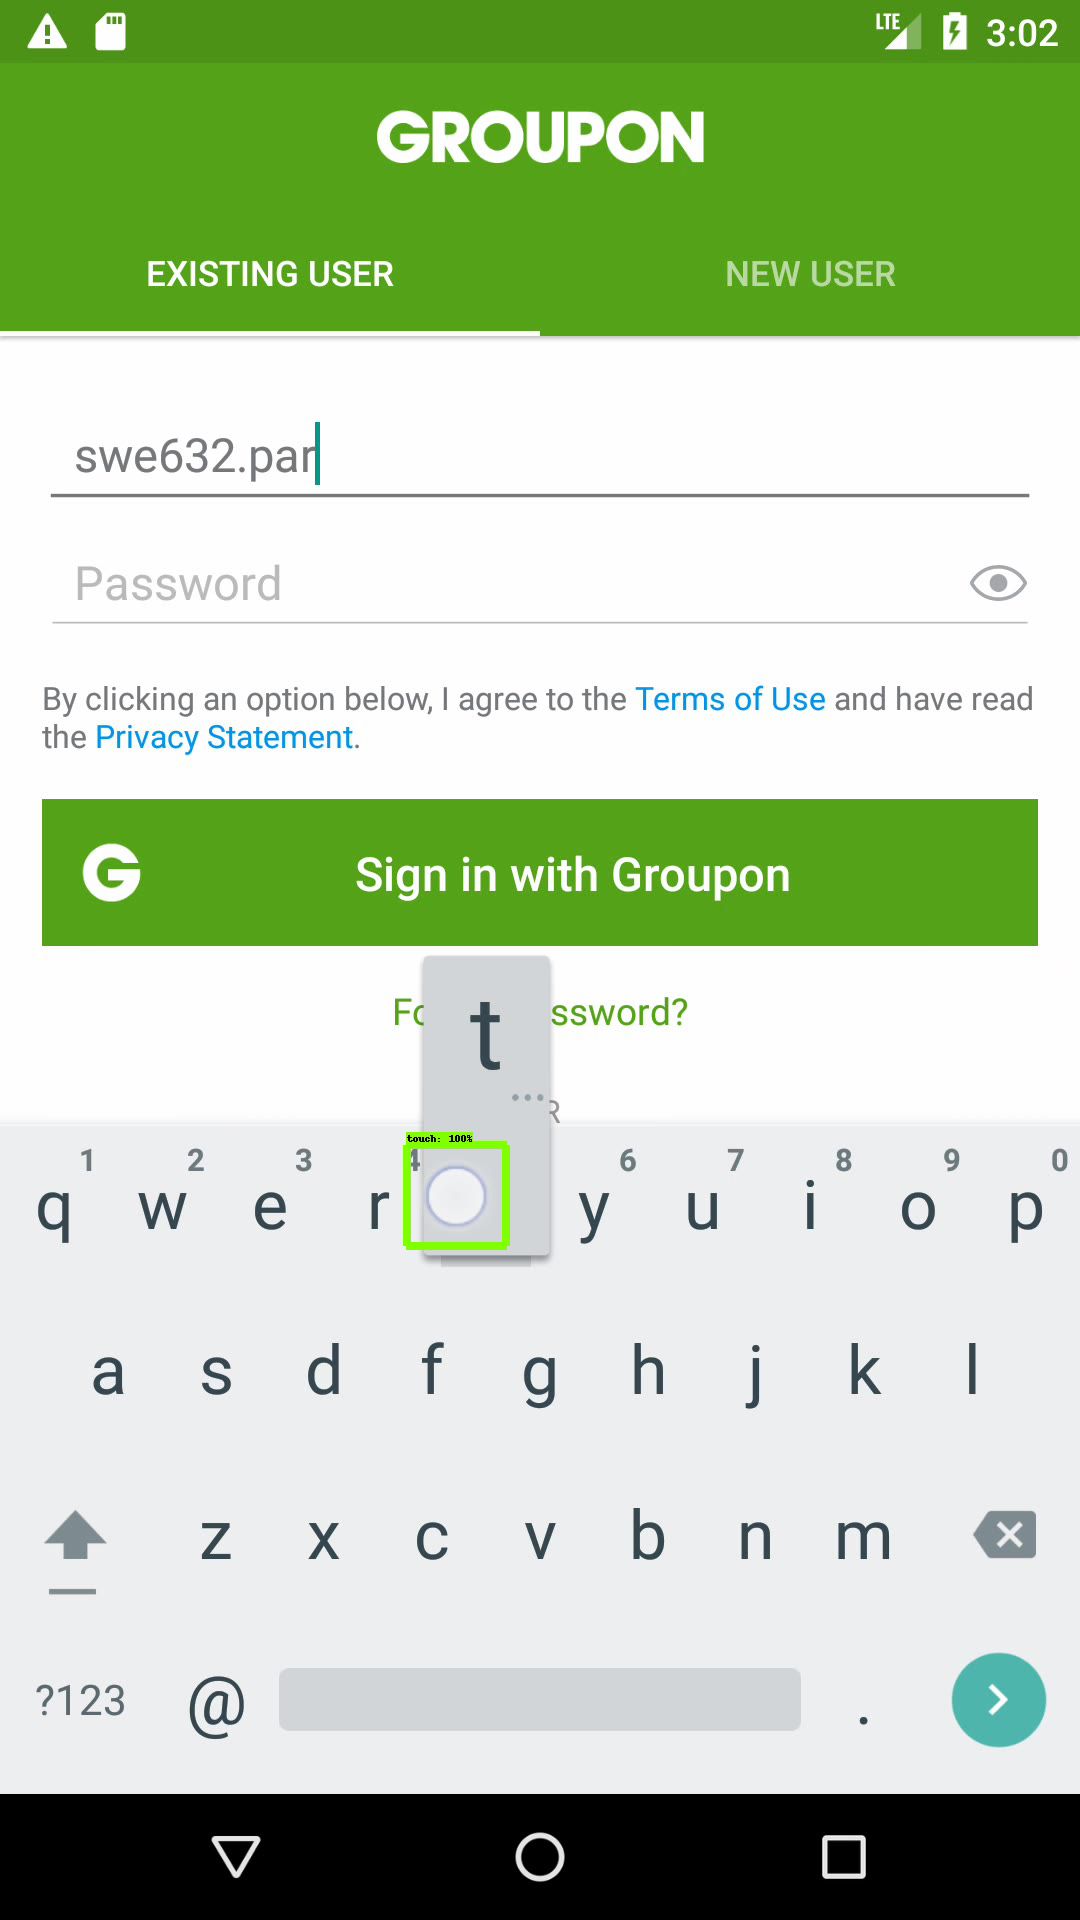 LTE 3:02
GROUPON
EXISTING USER NEW USER
swe632.par
Password
By clicking an option below, I agree to the Terms of Use and have read
the Privacy Statement.
G Sign in with Groupon
t
ssword?
R
touch: 100%
1 2 3 4 6 7 8 9 0
q w e r y u i o p
a s d f g h j k l
z x c v b n m
?123 @ .